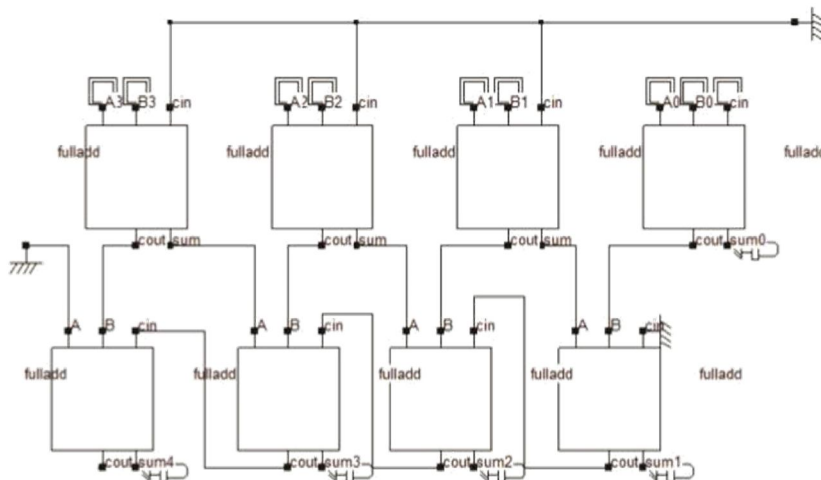 A3 B3 cin A2 B2 cin A1 B1 cin A0 B0 cin
fulladd fulladd fulladd fulladd fulladd
cout sum cout sum cout sum cout sum0
A B cin A B cin A B cin A B cin
fulladd fulladd fulladd fulladd fulladd
cout sum4 cout sum3 cout sum2 cout sum1